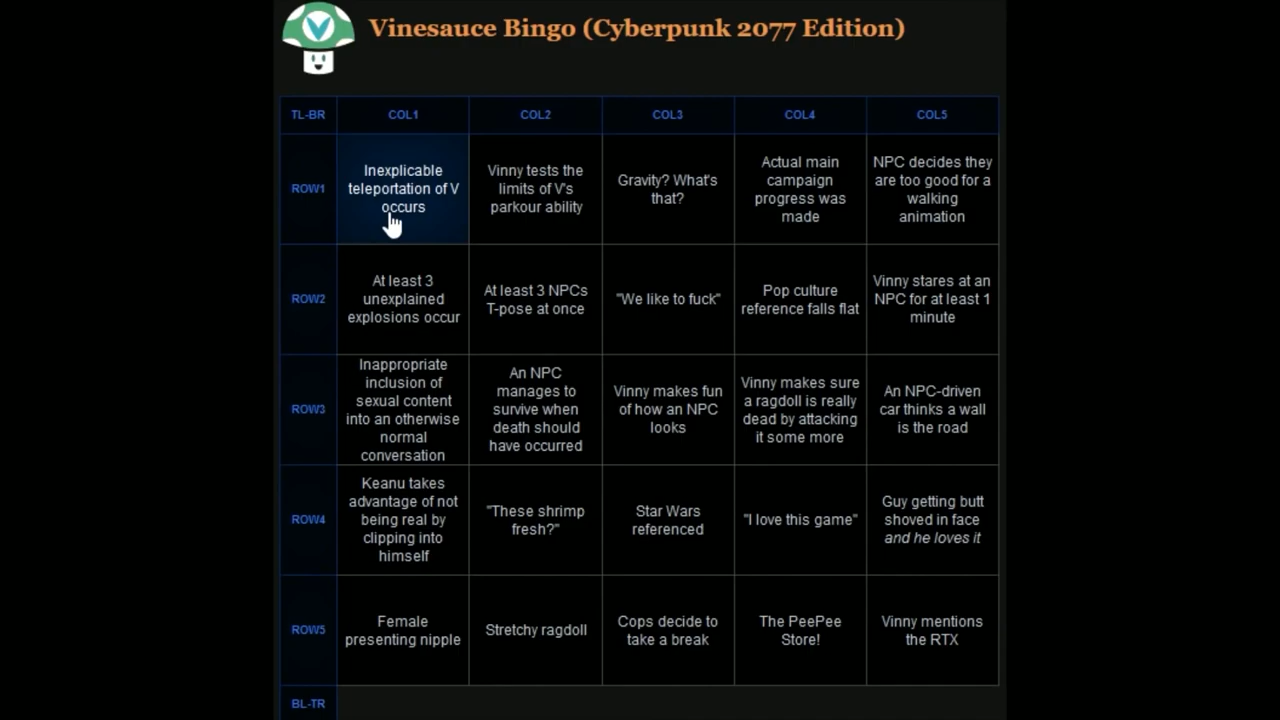 Vinesauce Bingo (Cyberpunk 2077 Edition)
TL-BR
COL1
COL2
COL3
COL4
COL5
ROW1
Inexplicable
teleportation of V
occurs
Vinny tests the
limits of V's
parkour ability
Gravity? What's
that?
Actual main
campaign
progress was
made
NPC decides they
are too good for a
walking
animation
ROW2
At least 3
unexplained
explosions occur
At least 3 NPCs
T-pose at once
"We like to fuck"
Pop culture
reference falls flat
Vinny stares at an
NPC for at least 1
minute
ROW3
Inappropriate
inclusion of
sexual content
into an otherwise
normal
conversation
An NPC
manages to
survive when
death should
have occurred
Vinny makes fun
of how an NPC
looks
Vinny makes sure
a ragdoll is really
dead by attacking
it some more
An NPC-driven
car thinks a wall
is the road
ROW4
Keanu takes
advantage of not
being real by
clipping into
himself
"These shrimp
fresh?"
Star Wars
referenced
"I love this game"
Guy getting butt
shoved in face
and he loves it
ROW5
Female
presenting nipple
Stretchy ragdoll
Cops decide to
take a break
The PeePee
Store!
Vinny mentions
the RTX
BL-TR